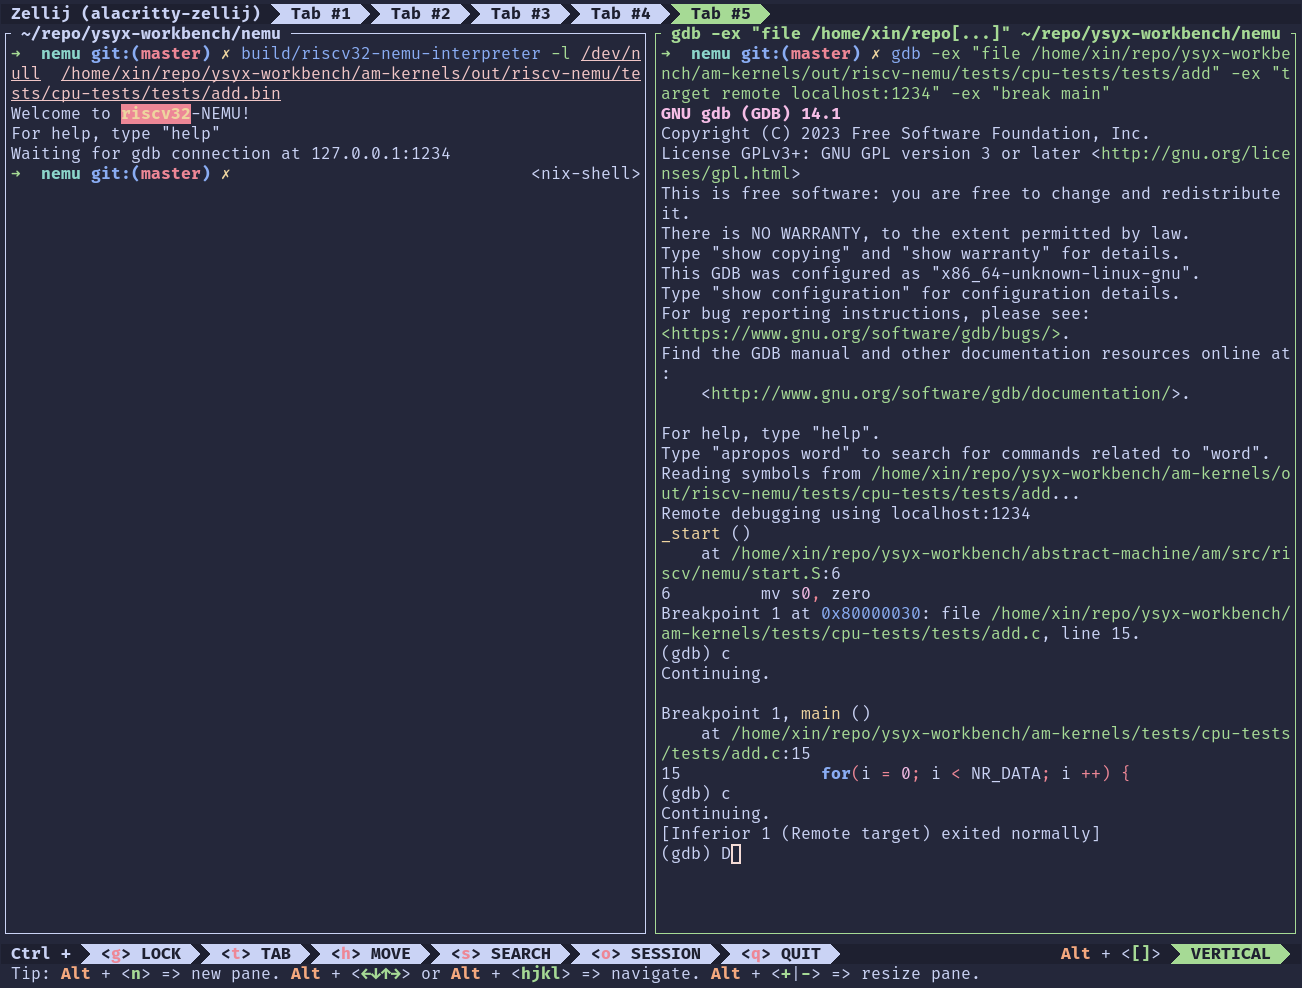 Zellij (alacritty-zellij) Tab #1 Tab #2 Tab #3 Tab #4 Tab #5
~/repo/ysyx-workbench/nemu
➜  nemu git:(master) ✗ build/riscv32-nemu-interpreter -l /dev/n
ull  /home/xin/repo/ysyx-workbench/am-kernels/out/riscv-nemu/te
sts/cpu-tests/tests/add.bin
Welcome to riscv32-NEMU!
For help, type "help"
Waiting for gdb connection at 127.0.0.1:1234
➜  nemu git:(master) ✗ <nix-shell>
gdb -ex "file /home/xin/repo[...]" ~/repo/ysyx-workbench/nemu
➜  nemu git:(master) ✗ gdb -ex "file /home/xin/repo/ysyx-workbe
nch/am-kernels/out/riscv-nemu/tests/cpu-tests/tests/add" -ex "t
arget remote localhost:1234" -ex "break main"
GNU gdb (GDB) 14.1
Copyright (C) 2023 Free Software Foundation, Inc.
License GPLv3+: GNU GPL version 3 or later <http://gnu.org/lice
nses/gpl.html>
This is free software: you are free to change and redistribute
it.
There is NO WARRANTY, to the extent permitted by law.
Type "show copying" and "show warranty" for details.
This GDB was configured as "x86_64-unknown-linux-gnu".
Type "show configuration" for configuration details.
For bug reporting instructions, please see:
<https://www.gnu.org/software/gdb/bugs/>.
Find the GDB manual and other documentation resources online at
:
    <http://www.gnu.org/software/gdb/documentation/>.
For help, type "help".
Type "apropos word" to search for commands related to "word".
Reading symbols from /home/xin/repo/ysyx-workbench/am-kernels/o
ut/riscv-nemu/tests/cpu-tests/tests/add...
Remote debugging using localhost:1234
_start ()
    at /home/xin/repo/ysyx-workbench/abstract-machine/am/src/ri
scv/nemu/start.S:6
6         mv s0, zero
Breakpoint 1 at 0x80000030: file /home/xin/repo/ysyx-workbench/
am-kernels/tests/cpu-tests/tests/add.c, line 15.
(gdb) c
Continuing.
Breakpoint 1, main ()
    at /home/xin/repo/ysyx-workbench/am-kernels/tests/cpu-tests
/tests/add.c:15
15              for(i = 0; i < NR_DATA; i ++) {
(gdb) c
Continuing.
[Inferior 1 (Remote target) exited normally]
(gdb) D
Ctrl + <g> LOCK <t> TAB <h> MOVE <s> SEARCH <o> SESSION <q> QUIT Alt + <[]> VERTICAL
Tip: Alt + <n> => new pane. Alt + <←↓↑→> or Alt + <hjkl> => navigate. Alt + <+|-> => resize pane.